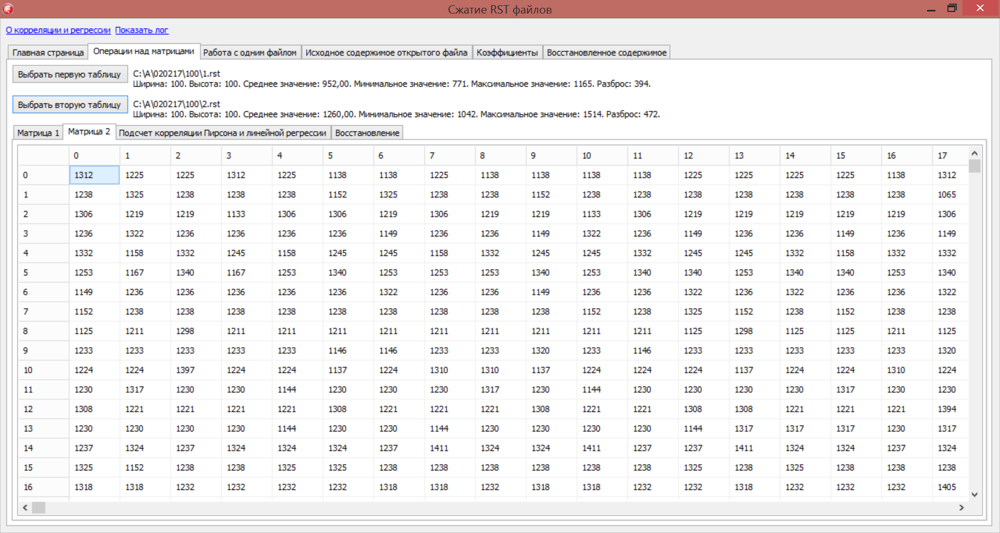 Сжатие RST файлов
О корреляции и регрессии Показать лог
Главная страница Операции над матрицами Работа с одним файлом Исходное содержимое открытого файла Коэффициенты Восстановленное содержимое
Выбрать первую таблицу C:\A\020217\100\1.rst
Ширина: 100. Высота: 100. Среднее значение: 952,00. Минимальное значение: 771. Максимальное значение: 1165. Разброс: 394.
Выбрать вторую таблицу C:\A\020217\100\2.rst
Ширина: 100. Высота: 100. Среднее значение: 1260,00. Минимальное значение: 1042. Максимальное значение: 1514. Разброс: 472.
Матрица 1 Матрица 2 Подсчет корреляции Пирсона и линейной регрессии Восстановление
0 1 2 3 4 5 6 7 8 9 10 11 12 13 14 15 16 17
0 1312 1225 1225 1312 1225 1138 1138 1225 1138 1138 1138 1138 1225 1225 1225 1225 1138 1312
1 1238 1325 1238 1238 1238 1152 1325 1238 1238 1152 1238 1238 1238 1238 1238 1238 1238 1065
2 1306 1219 1219 1133 1306 1306 1219 1306 1219 1219 1133 1306 1219 1219 1219 1219 1219 1306
3 1236 1322 1236 1236 1236 1236 1149 1236 1236 1149 1322 1236 1149 1236 1236 1149 1236 1149
4 1332 1158 1332 1245 1158 1245 1245 1158 1332 1245 1245 1332 1245 1245 1332 1158 1332 1332
5 1253 1167 1340 1167 1253 1340 1253 1253 1253 1340 1253 1340 1340 1253 1340 1340 1253 1340
6 1149 1236 1236 1236 1236 1236 1322 1236 1236 1149 1236 1236 1322 1236 1322 1236 1236 1322
7 1152 1238 1238 1238 1238 1238 1238 1238 1238 1238 1152 1238 1325 1152 1238 1152 1238 1238
8 1125 1211 1298 1211 1211 1211 1211 1211 1211 1211 1211 1211 1125 1298 1125 1125 1211 1125
9 1233 1233 1233 1233 1233 1146 1146 1233 1233 1320 1233 1146 1233 1233 1233 1233 1233 1320
10 1224 1224 1397 1224 1224 1137 1224 1310 1310 1137 1224 1224 1224 1137 1224 1224 1310 1224
11 1230 1317 1230 1230 1144 1230 1230 1230 1317 1230 1144 1230 1230 1230 1230 1317 1230 1230
12 1308 1221 1221 1221 1221 1308 1221 1221 1221 1308 1221 1221 1308 1308 1221 1221 1221 1394
13 1230 1230 1230 1230 1144 1230 1230 1144 1230 1230 1230 1230 1144 1317 1317 1317 1230 1317
14 1237 1324 1237 1324 1324 1324 1237 1411 1324 1324 1411 1237 1237 1411 1324 1324 1237 1324
15 1325 1152 1238 1238 1325 1325 1238 1238 1238 1238 1238 1238 1325 1238 1325 1238 1238 1238
16 1318 1318 1232 1232 1232 1232 1318 1318 1232 1318 1318 1232 1232 1318 1232 1232 1232 1405